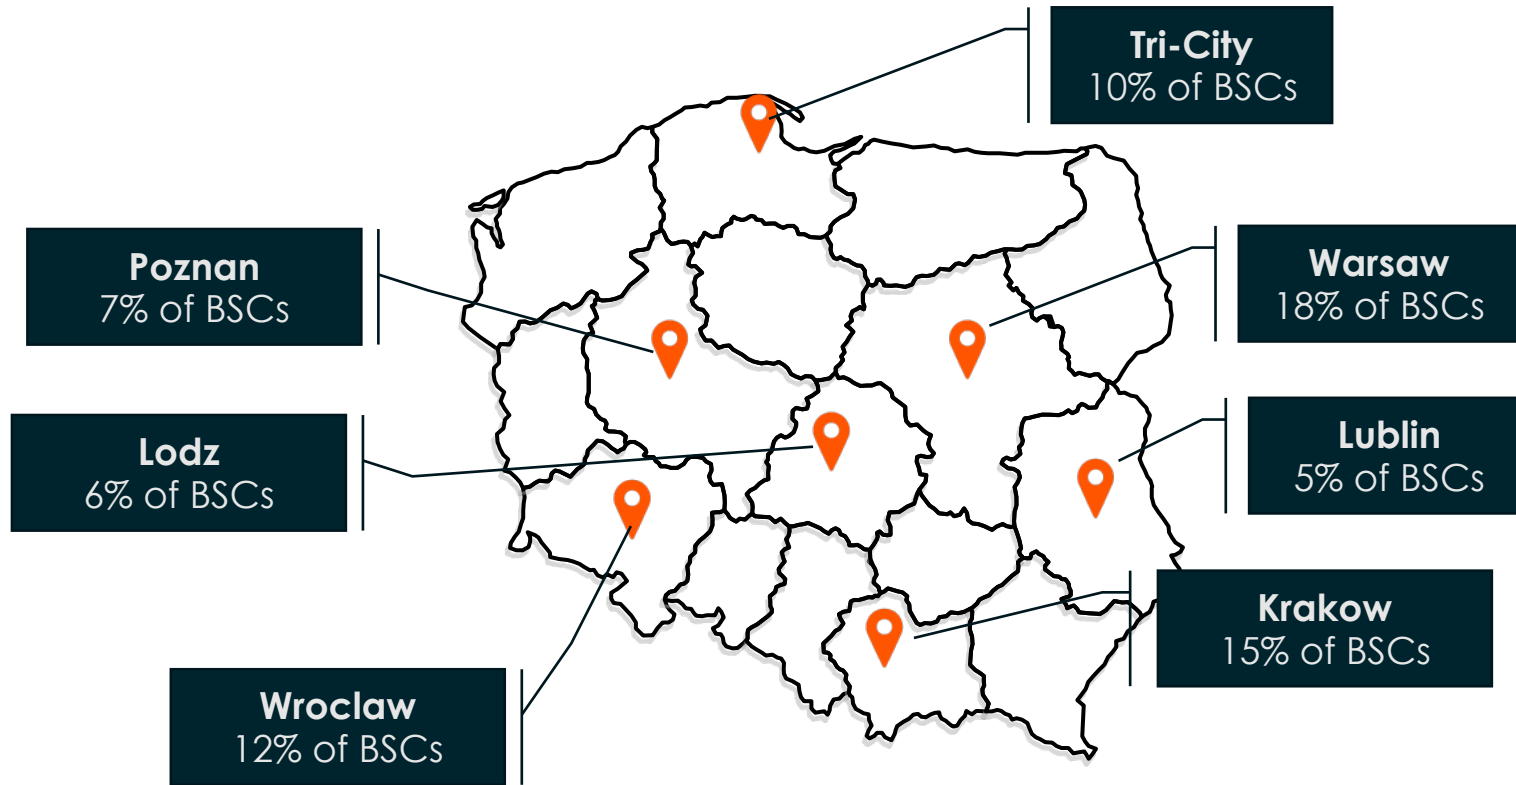 Tri-City
10% of BSCs
Poznan
7% of BSCs
Warsaw
18% of BSCs
Lodz
6% of BSCs
Lublin
5% of BSCs
Krakow
15% of BSCs
Wroclaw
12% of BSCs